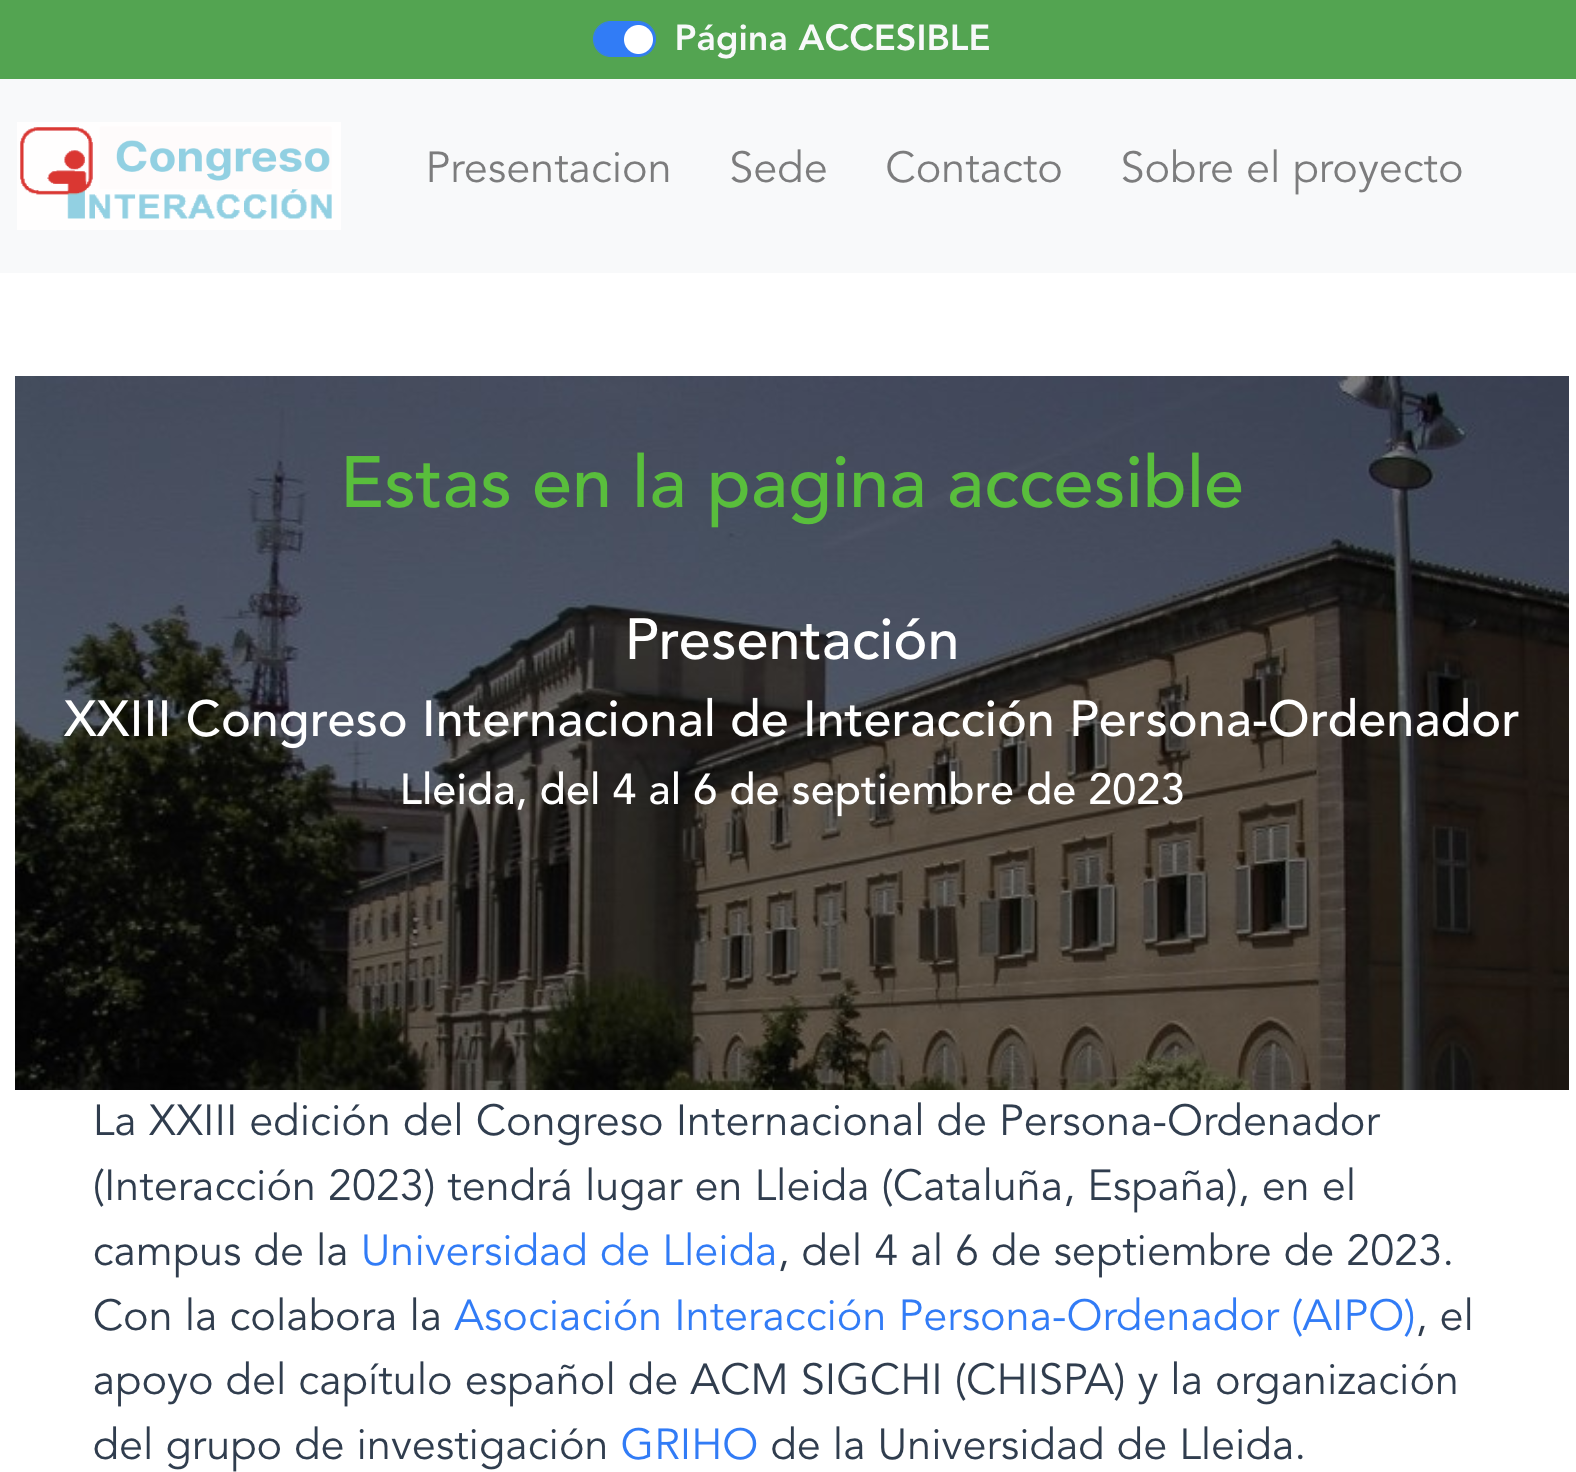 Página ACCESIBLE
Congreso
INTERACCIÓN
Presentacion Sede Contacto Sobre el proyecto
Estas en la pagina accesible
Presentación
XXIII Congreso Internacional de Interacción Persona-Ordenador
Lleida, del 4 al 6 de septiembre de 2023
La XXIII edición del Congreso Internacional de Persona-Ordenador
(Interacción 2023) tendrá lugar en Lleida (Cataluña, España), en el
campus de la Universidad de Lleida, del 4 al 6 de septiembre de 2023.
Con la colabora la Asociación Interacción Persona-Ordenador (AIPO), el
apoyo del capítulo español de ACM SIGCHI (CHISPA) y la organización
del grupo de investigación GRIHO de la Universidad de Lleida.